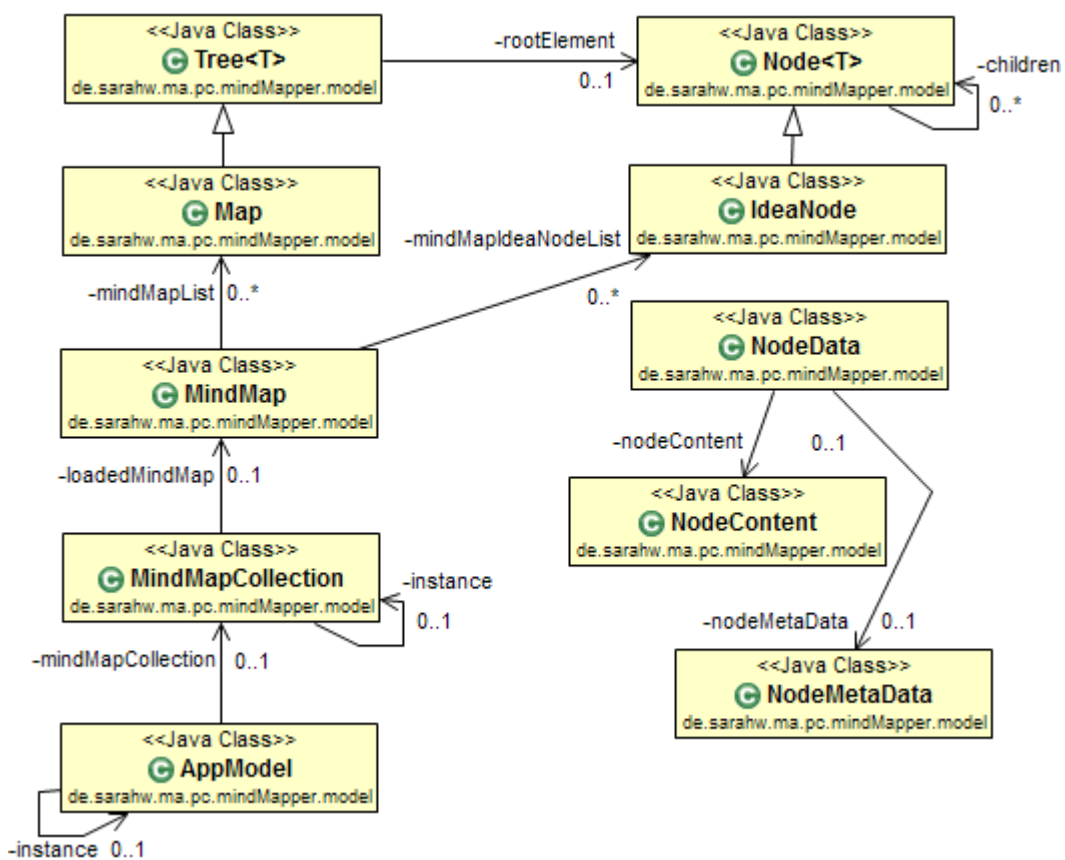 <<Java Class>>
Tree<T>
de.sarahw.ma.pc.mindMapper.model
-rootElement
0..1
<<Java Class>>
Node<T>
de.sarahw.ma.pc.mindMapper.model
-children
0..*
<<Java Class>>
Map
de.sarahw.ma.pc.mindMapper.model
<<Java Class>>
IdeaNode
de.sarahw.ma.pc.mindMapper.model
-mindMapIdeaNodeList
0..*
-mindMapList 0..*
<<Java Class>>
NodeData
de.sarahw.ma.pc.mindMapper.model
<<Java Class>>
MindMap
de.sarahw.ma.pc.mindMapper.model
-nodeContent 0..1
-loadedMindMap 0..1
<<Java Class>>
NodeContent
de.sarahw.ma.pc.mindMapper.model
<<Java Class>>
MindMapCollection
de.sarahw.ma.pc.mindMapper.model
-instance
0..1
-nodeMetaData 0..1
-mindMapCollection 0..1
<<Java Class>>
NodeMetaData
de.sarahw.ma.pc.mindMapper.model
<<Java Class>>
AppModel
de.sarahw.ma.pc.mindMapper.model
-instance 0..1